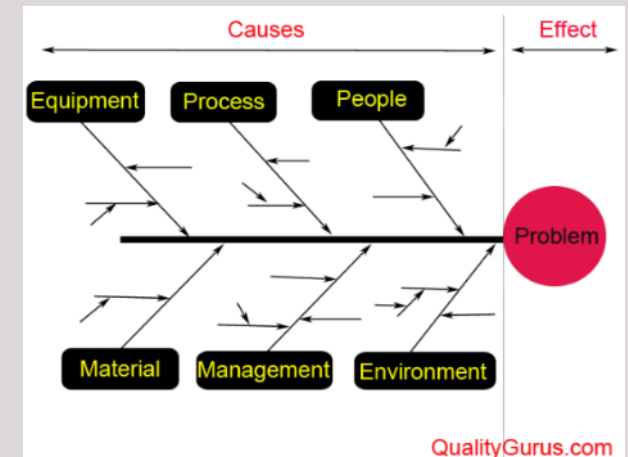 Causes
Effect
Equipment
Process
People
Problem
Material
Management
Environment
QualityGurus.com